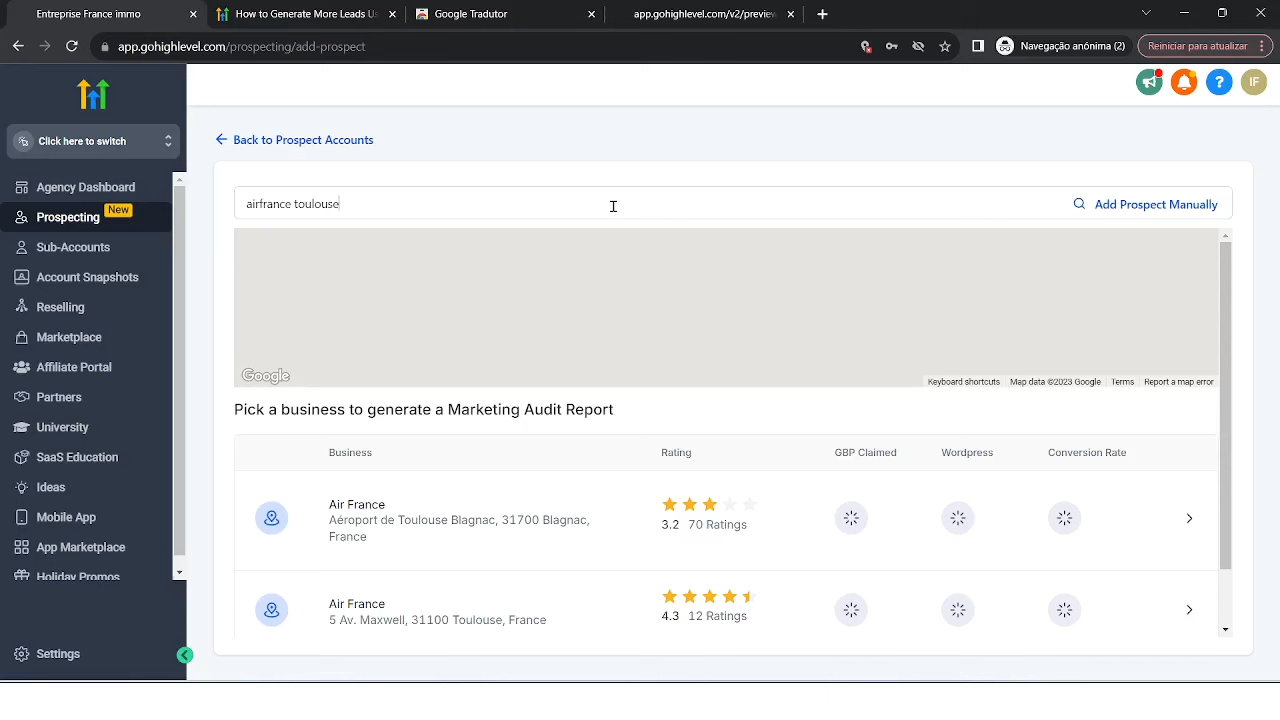 Entreprise France immo
How to Generate More Leads Us
Google Tradutor
app.gohighlevel.com/v2/preview
app.gohighlevel.com/prospecting/add-prospect
Navegação anónima (2)
Reiniciar para atualizar
Click here to switch
IF
Agency Dashboard
Prospecting
New
Sub-Accounts
Account Snapshots
Reselling
Marketplace
Affiliate Portal
Partners
University
SaaS Education
Ideas
Mobile App
App Marketplace
Holiday Promos
Settings
Back to Prospect Accounts
airfrance toulouse
Add Prospect Manually
Google
Keyboard shortcuts
Map data ©2023 Google
Terms
Report a map error
Pick a business to generate a Marketing Audit Report
Business
Rating
GBP Claimed
Wordpress
Conversion Rate
Air France
Aéroport de Toulouse Blagnac, 31700 Blagnac,
France
3.2 70 Ratings
Air France
5 Av. Maxwell, 31100 Toulouse, France
4.3 12 Ratings